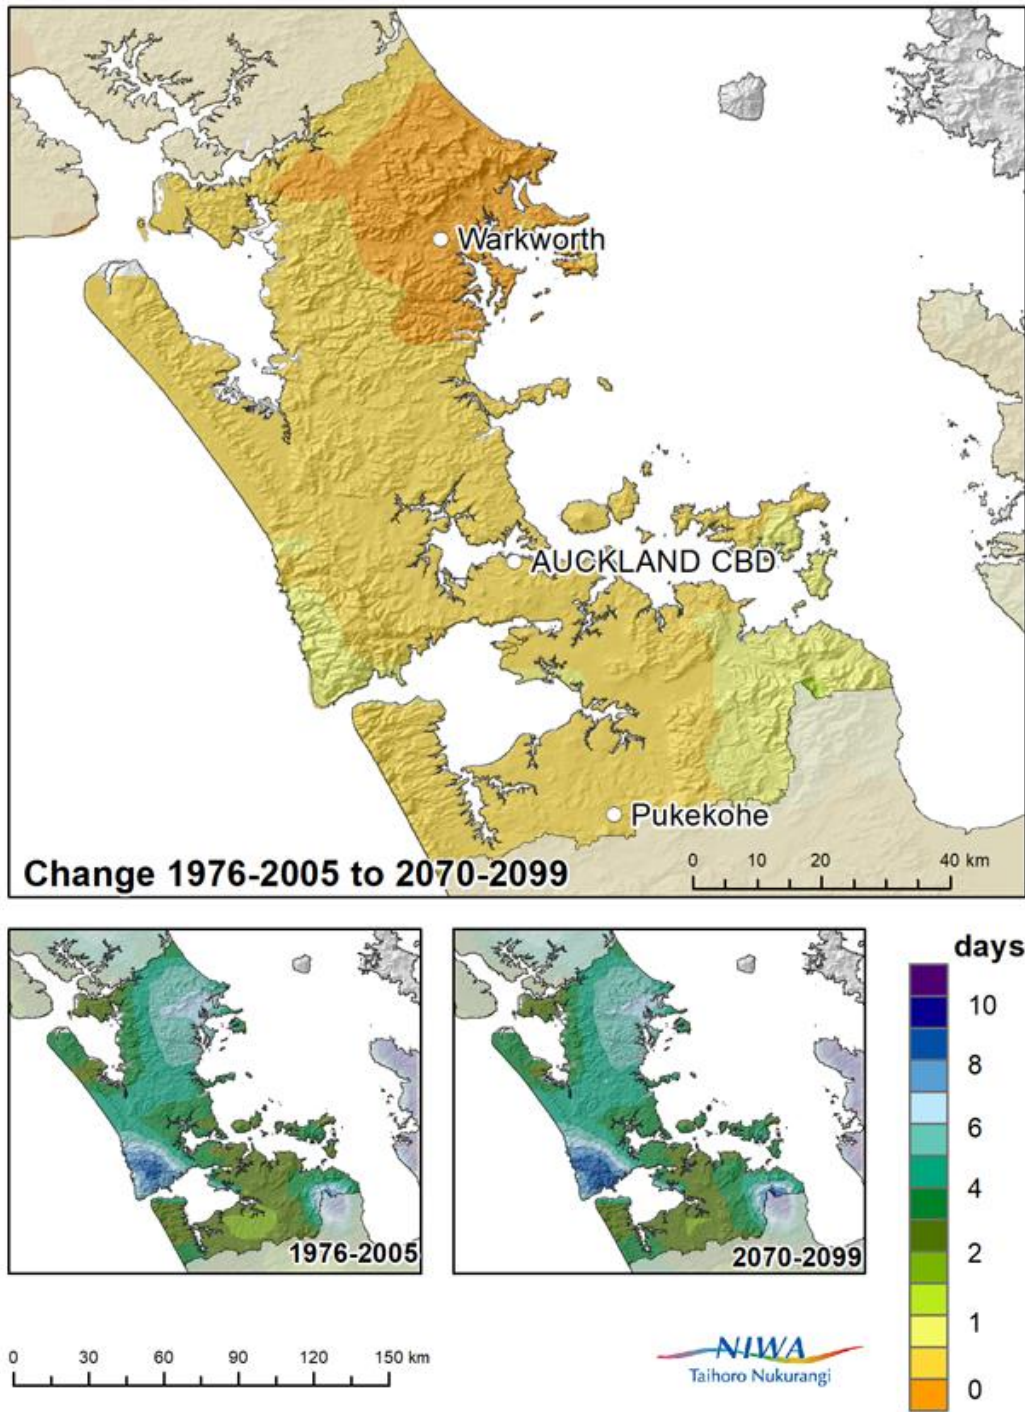 Warkworth
AUCKLAND CBD
Pukekohe
Change 1976-2005 to 2070-2099
0 10 20 40 km
1976-2005
2070-2099
days
10
8
6
4
2
1
0
0 30 60 90 120 150 km
NIWA
Taihoro Nukurangi